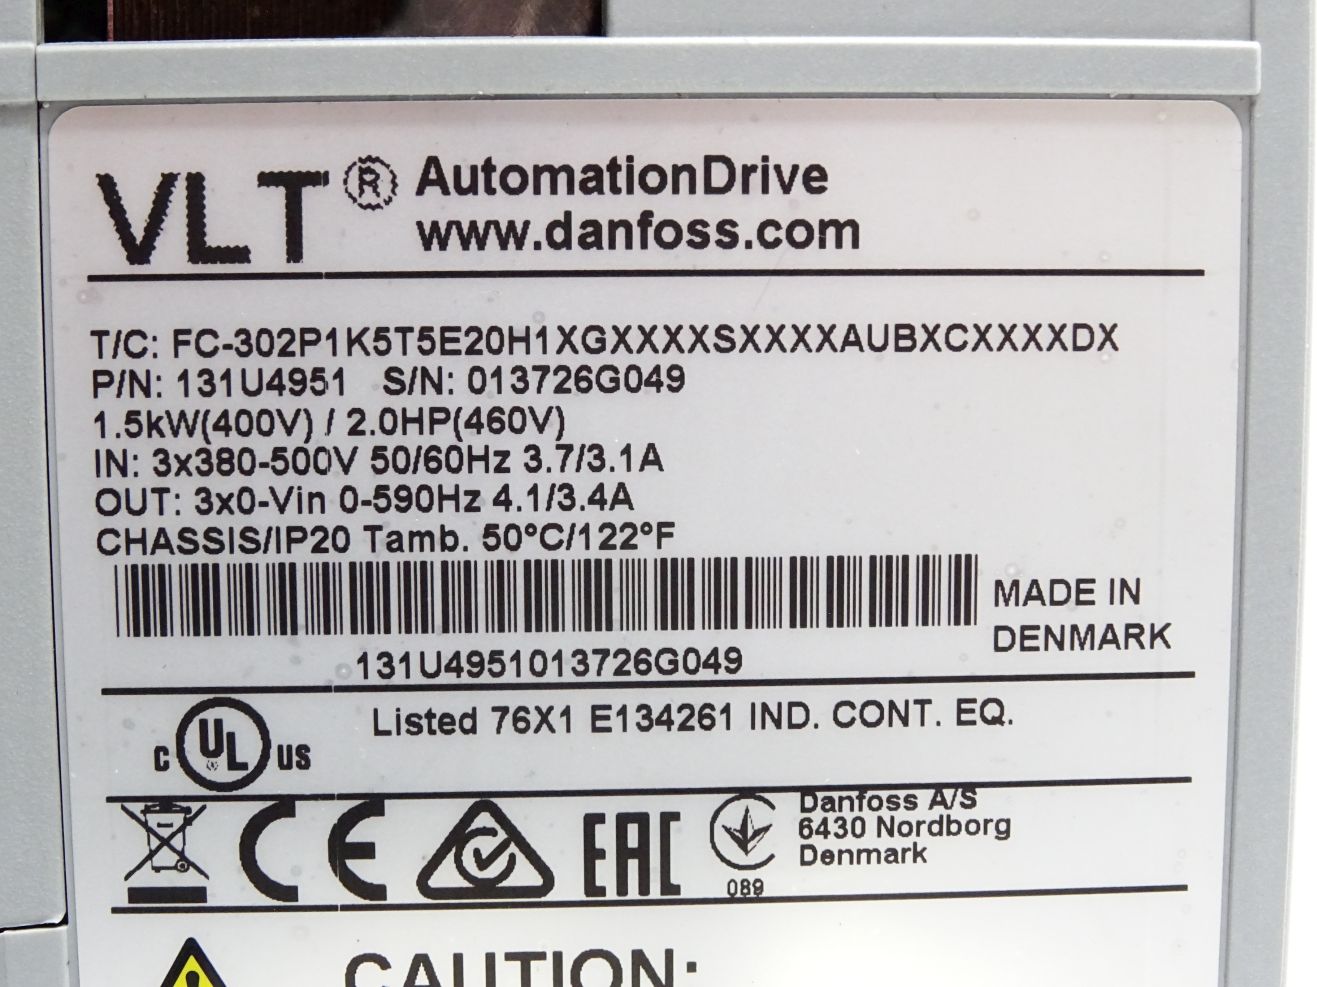 VLT® AutomationDrive
www.danfoss.com
T/C: FC-302P1K5T5E20H1XGXXXXSXXXXAUBXCXXXXDX
P/N: 131U4951 S/N: 013726G049
1.5kW(400V) / 2.0HP(460V)
IN: 3x380-500V 50/60Hz 3.7/3.1A
OUT: 3x0-Vin 0-590Hz 4.1/3.4A
CHASSIS/IP20 Tamb. 50°C/122°F
MADE IN
DENMARK
131U4951013726G049
Listed 76X1 E134261 IND. CONT. EQ.
C UL US
CE EAC
089
Danfoss A/S
6430 Nordborg
Denmark
CAUTION: